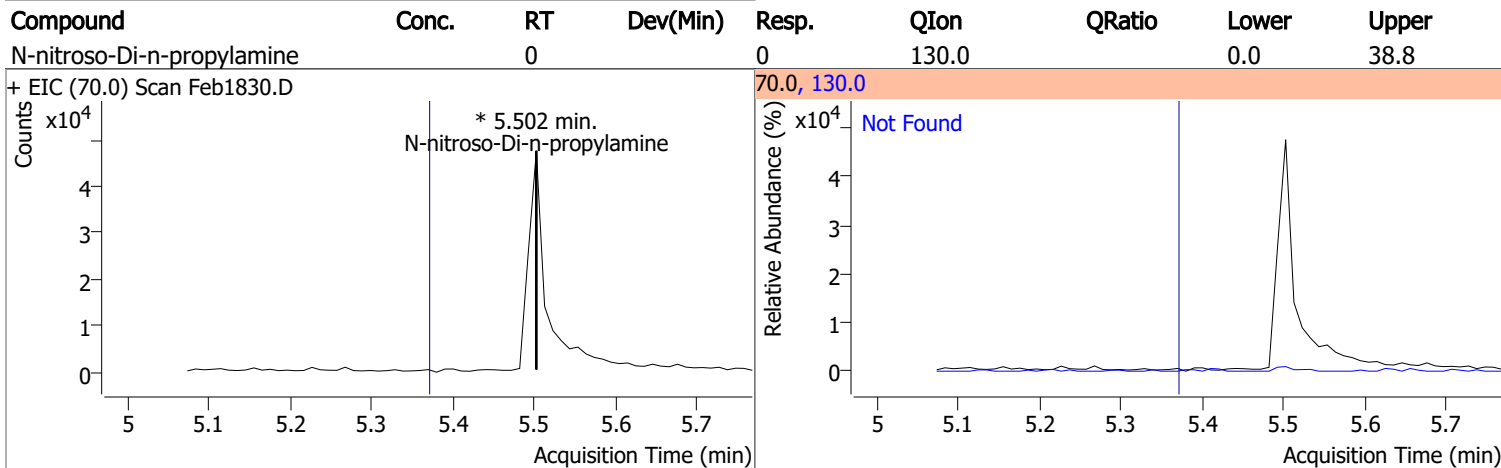 Compound Conc. RT Dev(Min) Resp. QIon QRatio Lower Upper
N-nitroso-Di-n-propylamine 0 0 130.0 0.0 38.8
+ EIC (70.0) Scan Feb1830.D
Counts
x10⁴
4
3
2
1
0
* 5.502 min.
N-nitroso-Di-n-propylamine
5 5.1 5.2 5.3 5.4 5.5 5.6 5.7
Acquisition Time (min)
70.0, 130.0
Relative Abundance (%)
x10⁴
Not Found
4
3
2
1
0
5 5.1 5.2 5.3 5.4 5.5 5.6 5.7
Acquisition Time (min)